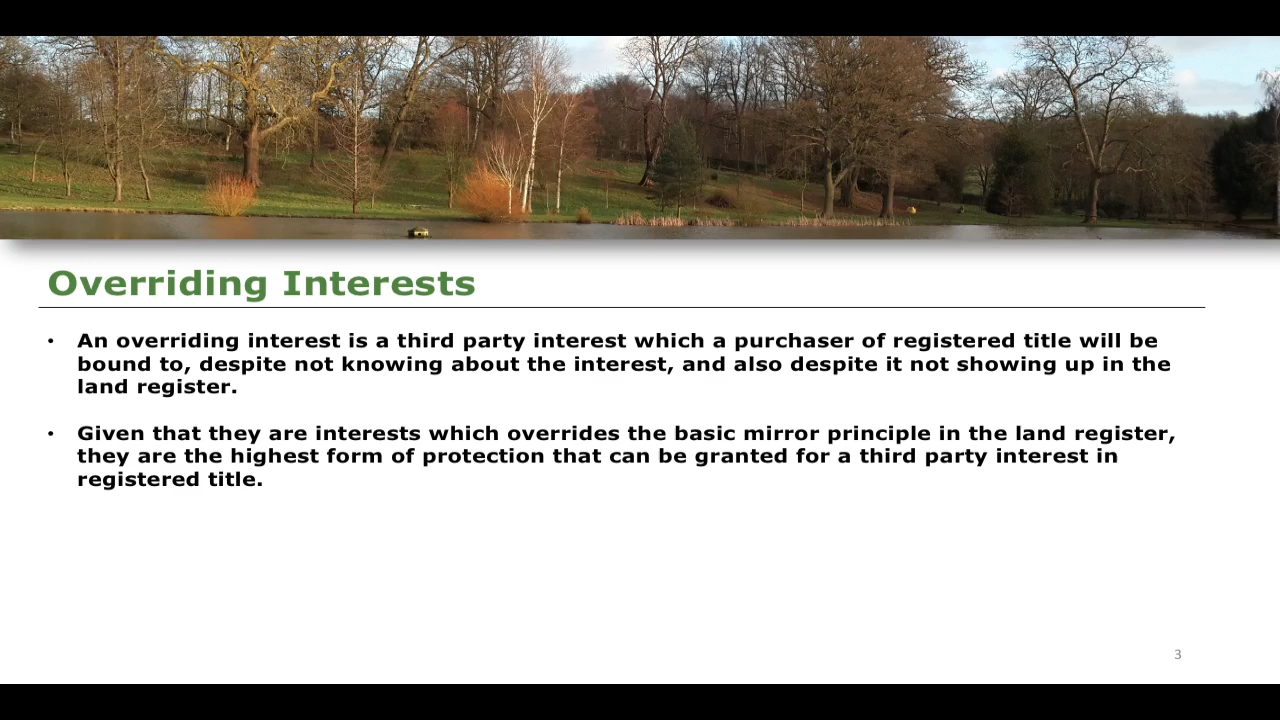 Overriding Interests
• An overriding interest is a third party interest which a purchaser of registered title will be
bound to, despite not knowing about the interest, and also despite it not showing up in the
land register.
• Given that they are interests which overrides the basic mirror principle in the land register,
they are the highest form of protection that can be granted for a third party interest in
registered title.
3